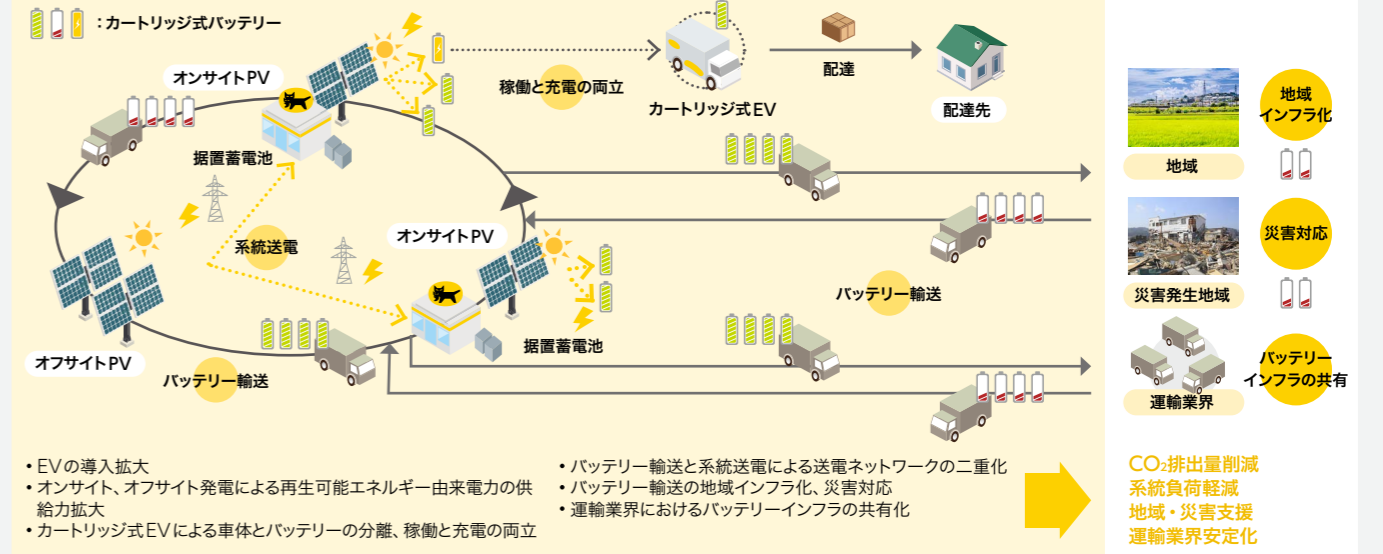 ：カートリッジ式バッテリー
オンサイトPV
稼働と充電の両立
カートリッジ式EV
配達
配達先
据置蓄電池
系統送電
オンサイトPV
据置蓄電池
オフサイトPV
バッテリー輸送
バッテリー輸送
地域
地域
インフラ化
災害発生地域
災害対応
運輸業界
バッテリー
インフラの共有
• EVの導入拡大
• オンサイト、オフサイト発電による再生可能エネルギー由来電力の供
給力拡大
• カートリッジ式EVによる車体とバッテリーの分離、稼働と充電の両立
• バッテリー輸送と系統送電による送電ネットワークの二重化
• バッテリー輸送の地域インフラ化、災害対応
• 運輸業界におけるバッテリーインフラの共有化
CO₂排出量削減
系統負荷軽減
地域・災害支援
運輸業界安定化